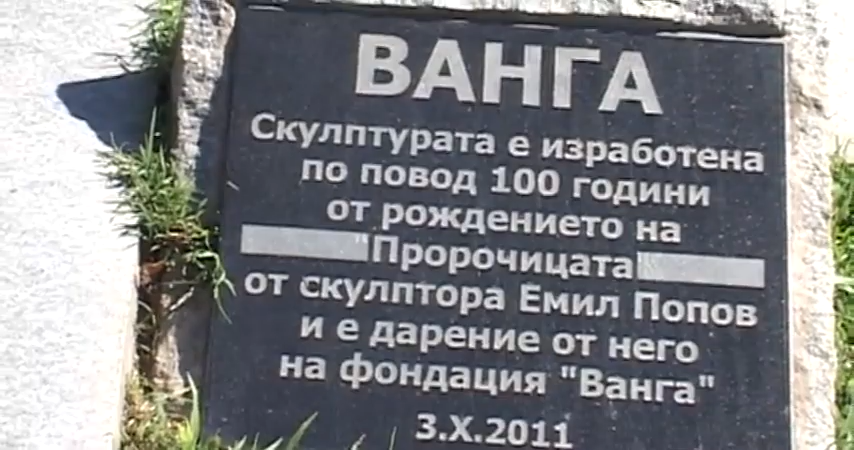 ВАНГА
Скулптурата е изработена
по повод 100 години
от рождението на
"Пророчицата"
от скулптора Емил Попов
и е дарение от него
на фондация "Ванга"
3.X.2011